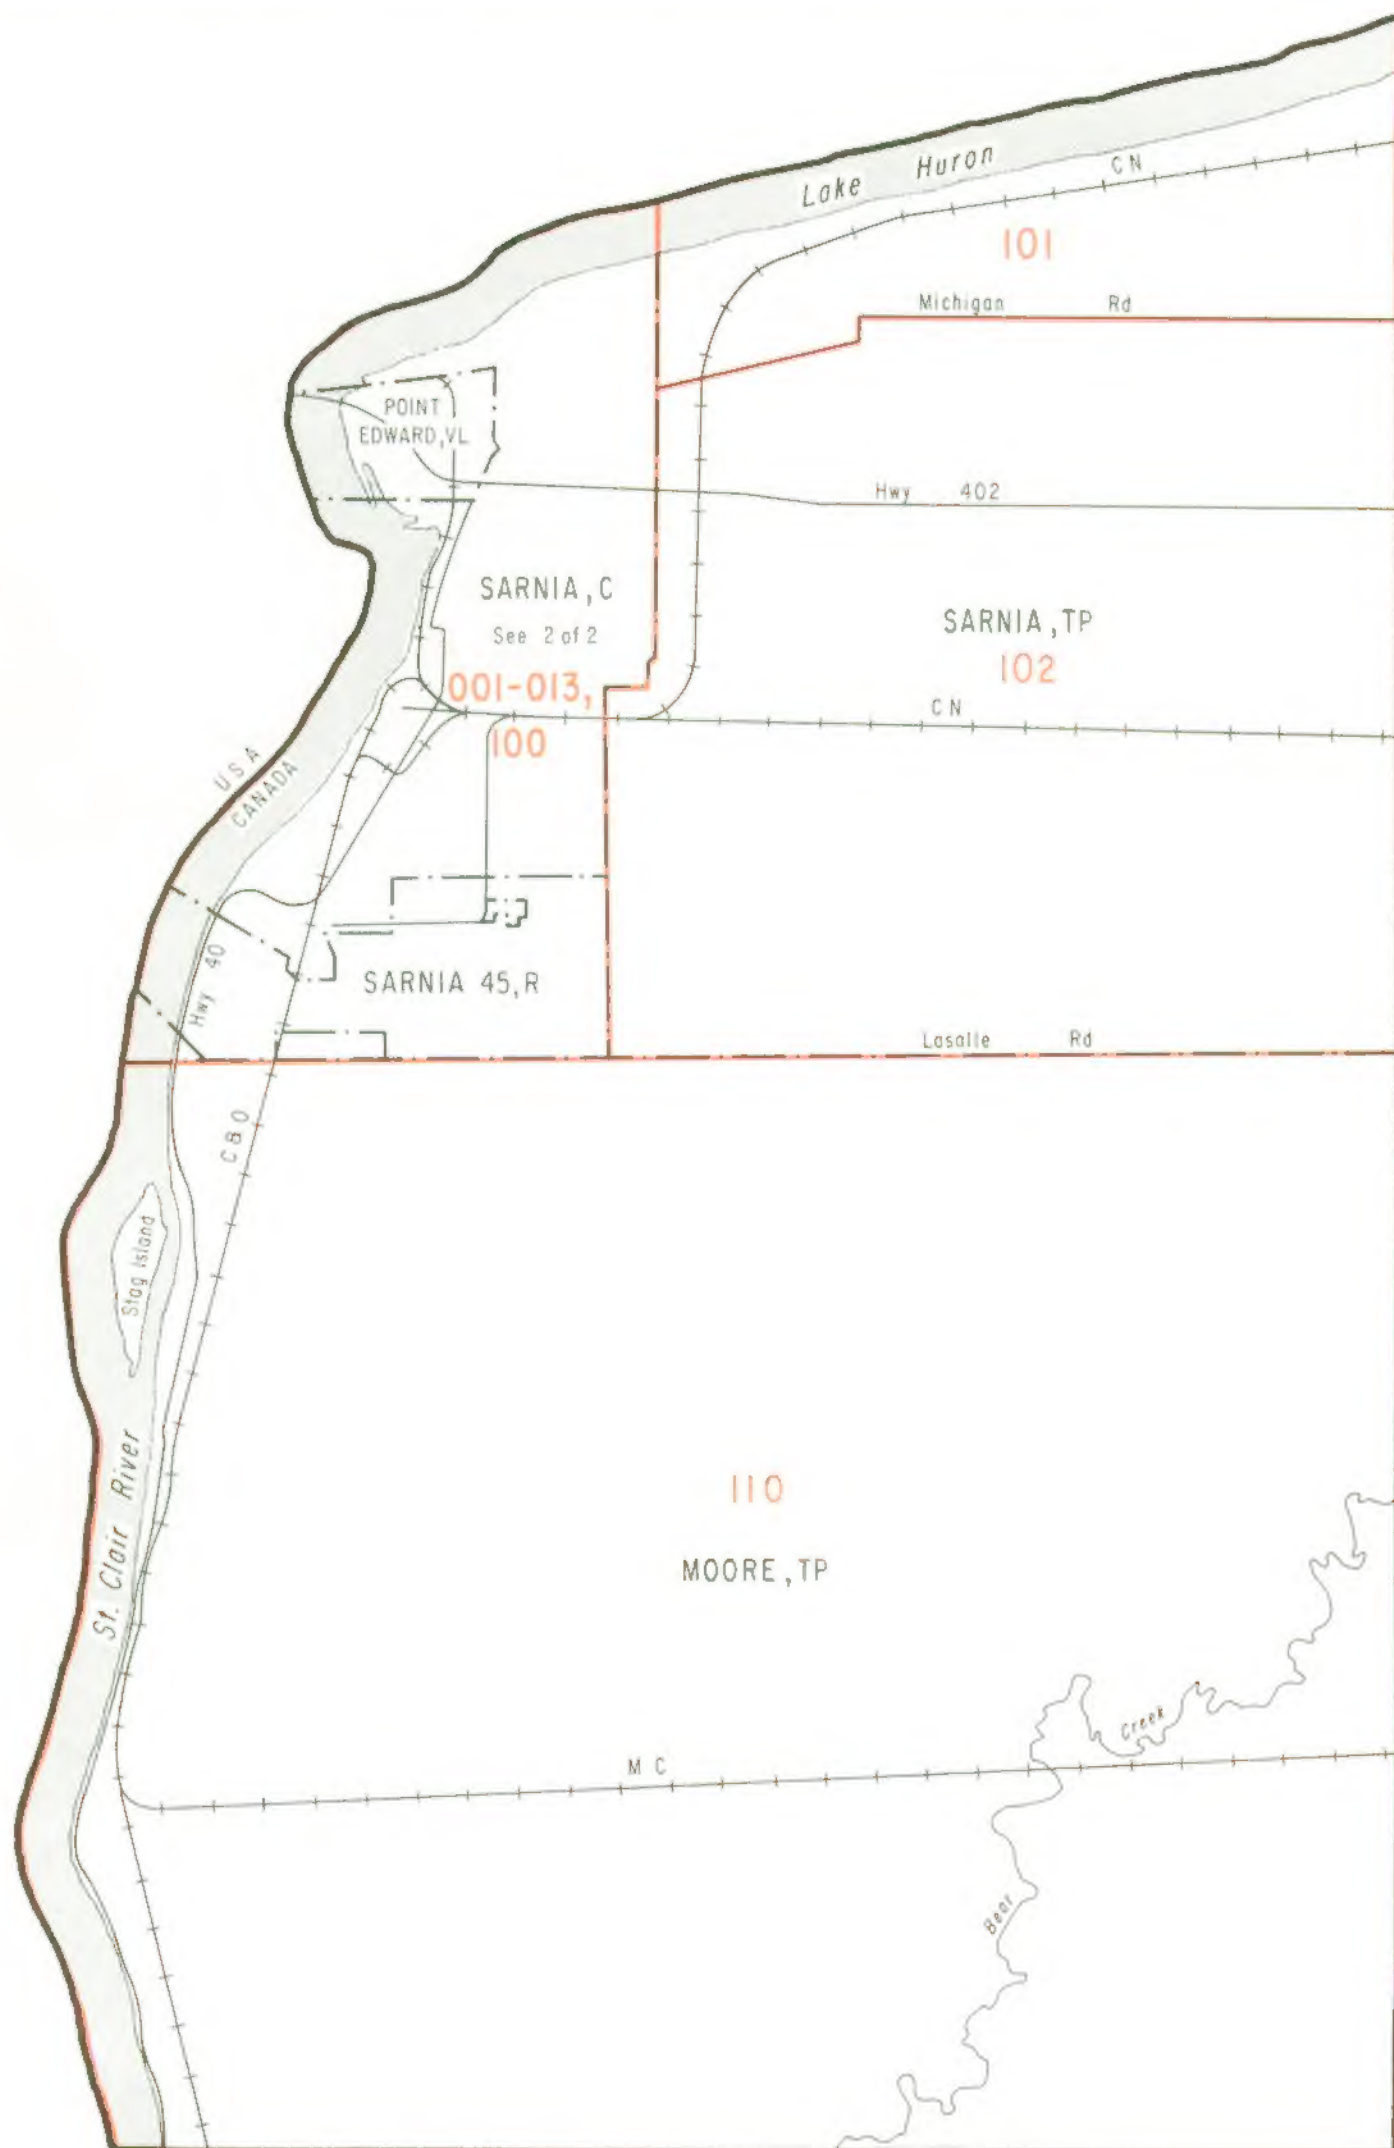 Lake Huron
CN
101
Michigan Rd
POINT
EDWARD, VL
Hwy 402
SARNIA, C
See 2 of 2
SARNIA, TP
102
001-013,
100
CN
USA
CANADA
Hwy 40
SARNIA 45, R
Lasalle Rd
C&O
Stag Island
St. Clair River
110
MOORE, TP
Creek
MC
Bear